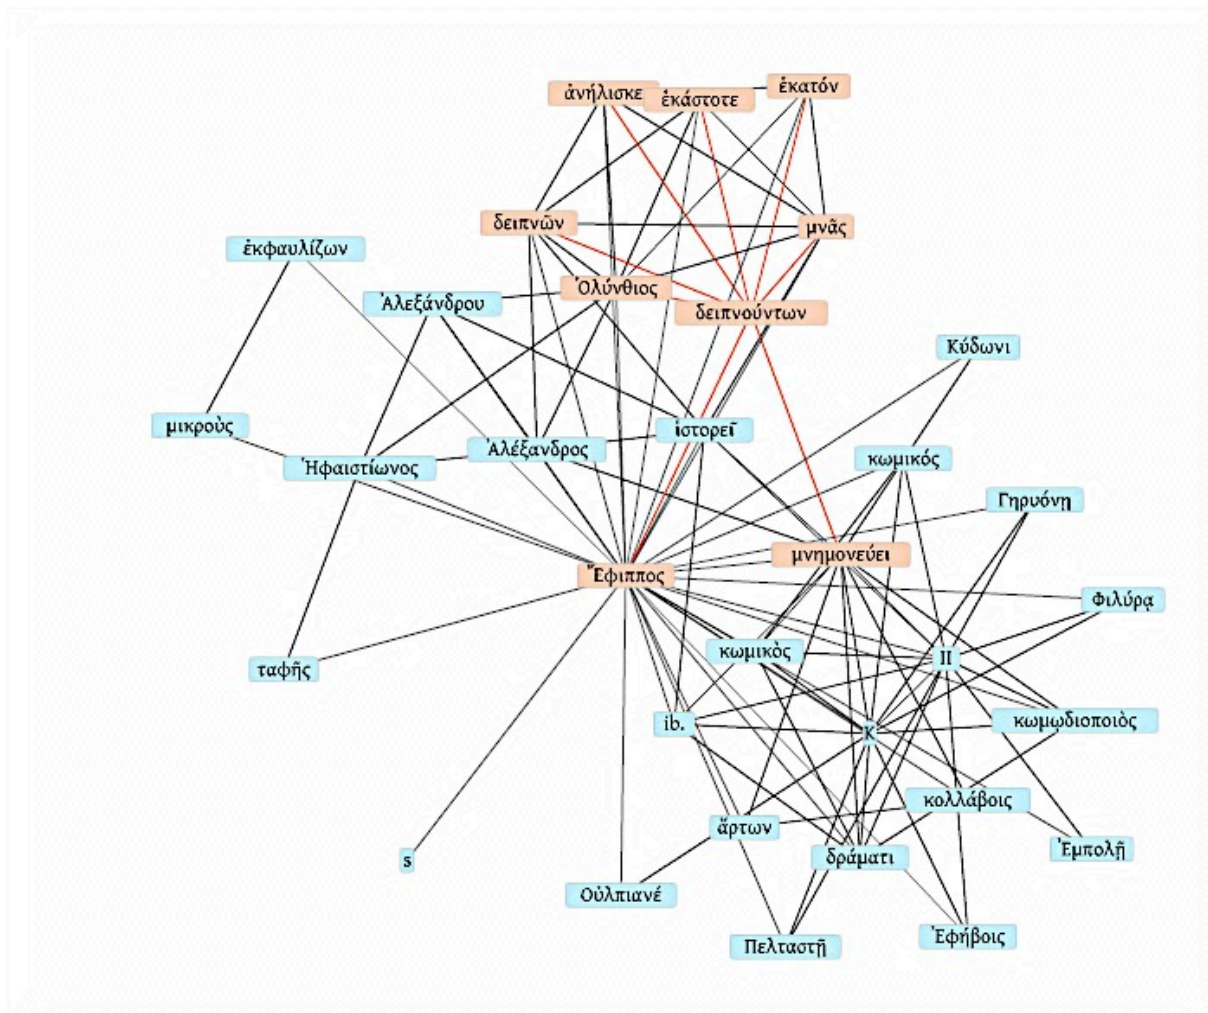 ἑκατόν
ἀνήλισκε
ἑκάστοτε
δειπνῶν
μνᾶς
ἐκφαυλίζων
Ὀλύνθιος
Ἀλεξάνδρου
δειπνούντων
Κύδωνι
μικροὺς
ἱστορεῖ
Ἀλέξανδρος
κωμικός
Ἡφαιστίωνος
Γηρυόνῃ
μνημονεύει
Ἔφιππος
Φιλύρᾳ
κωμικὸς
Π
ταφῆς
ib.
κωμῳδιοποιὸς
Κ
κολλάβοις
ἄρτων
Ἐμπολῇ
δράματι
s
Οὐλπιανέ
Ἐφήβοις
Πελταστῇ